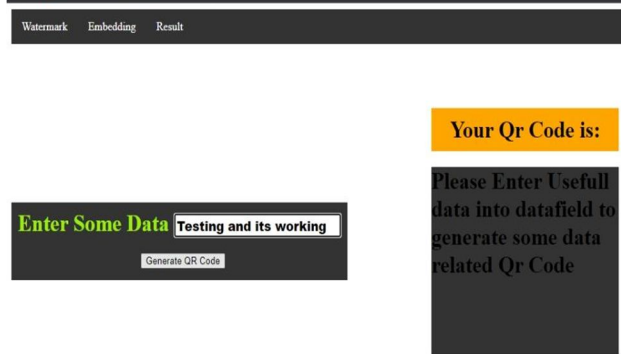 Watermark Embedding Result
Your Qr Code is:
Enter Some Data Testing and its working
Generate QR Code
Please Enter Usefull
data into datafield to
generate some data
related Qr Code